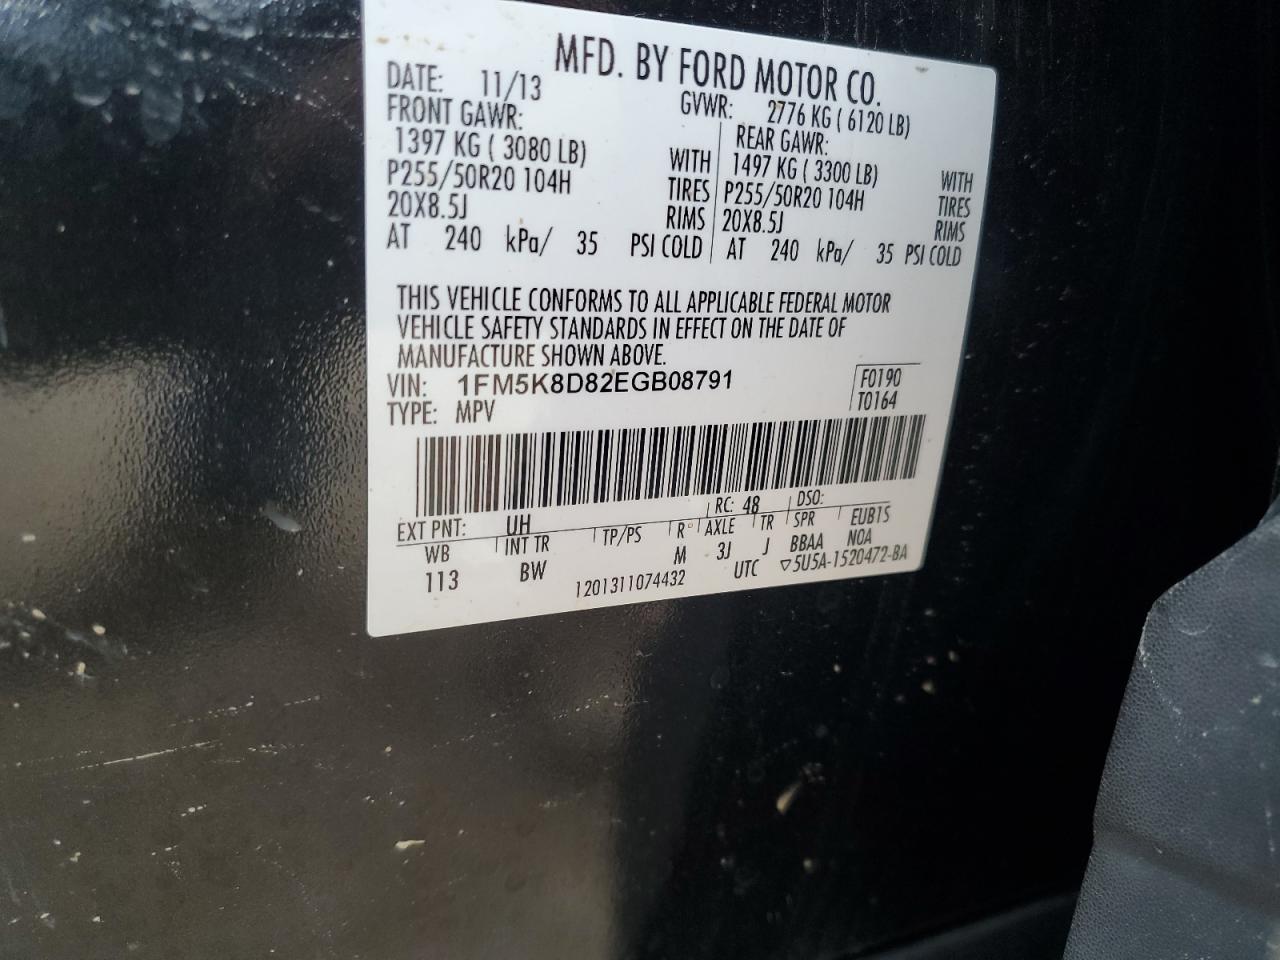 MFD. BY FORD MOTOR CO.
DATE: 11/13 GVWR: 2776 KG ( 6120 LB)
FRONT GAWR: REAR GAWR:
1397 KG ( 3080 LB) WITH 1497 KG ( 3300 LB) WITH
P255/50R20 104H TIRES P255/50R20 104H TIRES
20X8.5J RIMS 20X8.5J RIMS
AT 240 kPa/ 35 PSI COLD AT 240 kPa/ 35 PSI COLD
THIS VEHICLE CONFORMS TO ALL APPLICABLE FEDERAL MOTOR
VEHICLE SAFETY STANDARDS IN EFFECT ON THE DATE OF
MANUFACTURE SHOWN ABOVE.
VIN: 1FM5K8D82EGB08791 F0190
TYPE: MPV T0164
EXT PNT: UH RC: 48 DSO:
WB INT TR TP/PS R AXLE TR SPR EUB1S
113 BW M 3J J BBAA NOA
1201311074432 UTC ▽5U5A-1520472-BA